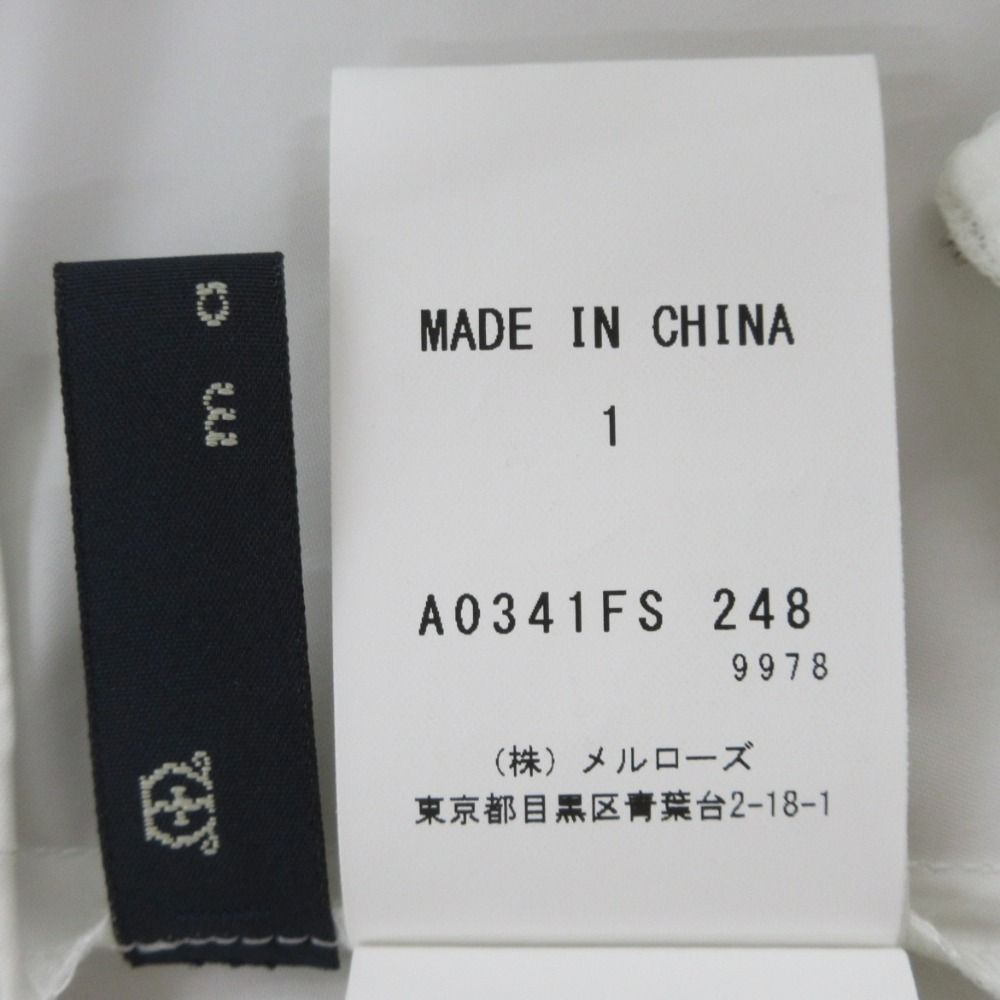 MADE IN CHINA
1
A0341FS 248
9978
(株) メルローズ
東京都目黒区青葉台2-18-1